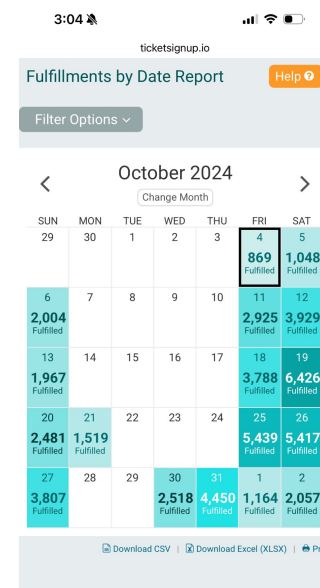 3:04
ticketsignup.io
Fulfillments by Date Report
Help
Filter Options
October 2024
Change Month
SUN MON TUE WED THU FRI SAT
29 30 1 2 3 4 5
869 1,048
Fulfilled Fulfilled
6 7 8 9 10 11 12
2,004 2,925 3,929
Fulfilled Fulfilled Fulfilled
13 14 15 16 17 18 19
1,967 3,788 6,426
Fulfilled Fulfilled Fulfilled
20 21 22 23 24 25 26
2,481 1,519 5,439 5,417
Fulfilled Fulfilled Fulfilled Fulfilled
27 28 29 30 31 1 2
3,807 2,518 4,450 1,164 2,057
Fulfilled Fulfilled Fulfilled Fulfilled Fulfilled
Download CSV | Download Excel (XLSX) | Pr